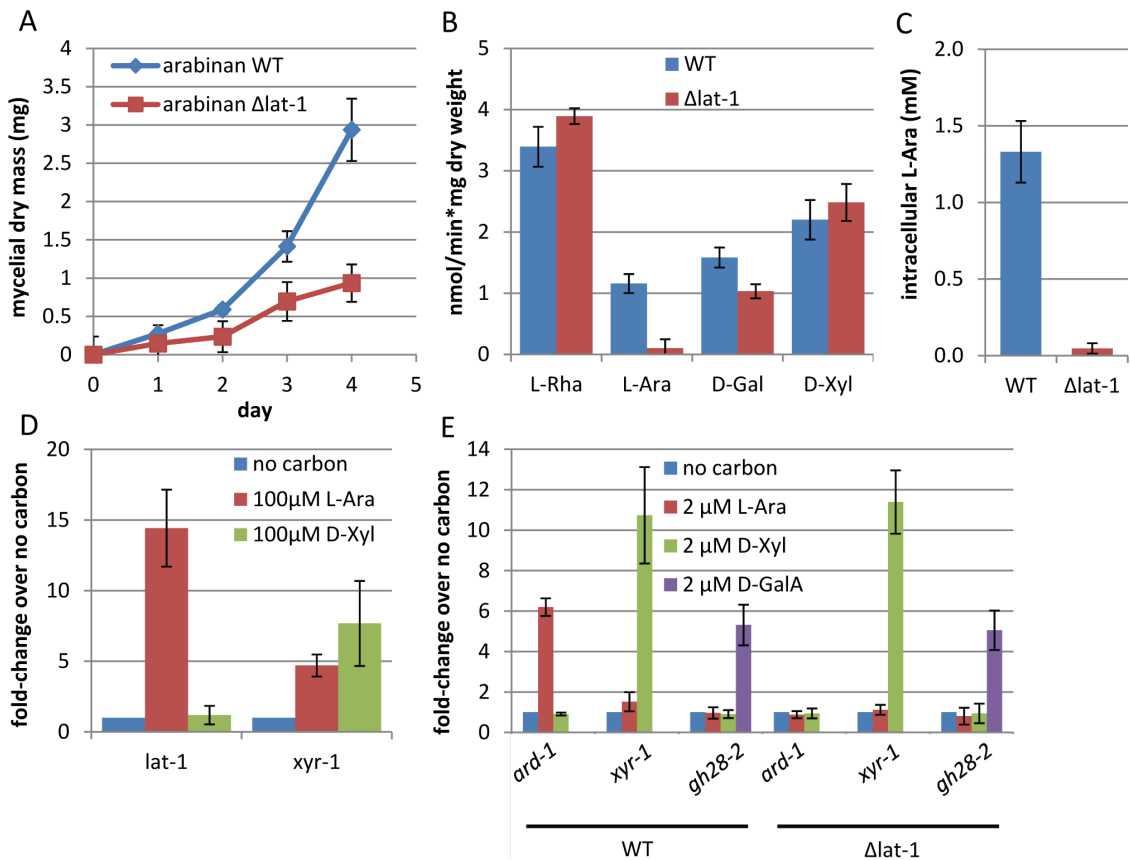 A
4
3.5
3
2.5
2
1.5
1
0.5
0
mycelial dry mass (mg)
arabinan WT
arabinan Δlat-1
0 1 2 3 4 5
day
B
5
4
3
2
1
0
nmol/min*mg dry weight
WT
Δlat-1
L-Rha L-Ara D-Gal D-Xyl
C
2.0
1.5
1.0
0.5
0.0
intracellular L-Ara (mM)
WT Δlat-1
D
20
15
10
5
0
fold-change over no carbon
no carbon
100µM L-Ara
100µM D-Xyl
lat-1 xyr-1
E
14
12
10
8
6
4
2
0
fold-change over no carbon
no carbon
2 µM L-Ara
2 µM D-Xyl
2 µM D-GalA
ard-1 xyr-1 gh28-2 ard-1 xyr-1 gh28-2
WT Δlat-1